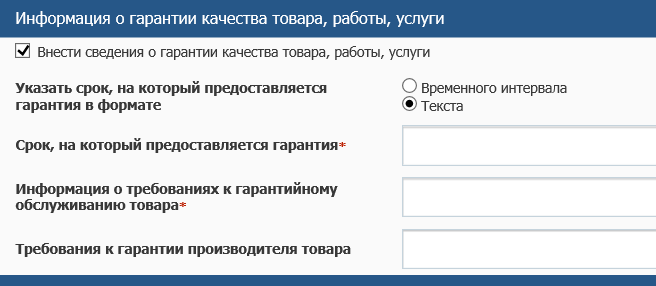 Информация о гарантии качества товара, работы, услуги
Внести сведения о гарантии качества товара, работы, услуги
Указать срок, на который предоставляется
гарантия в формате
Временного интервала
Текста
Срок, на который предоставляется гарантия*
Информация о требованиях к гарантийному
обслуживанию товара*
Требования к гарантии производителя товара